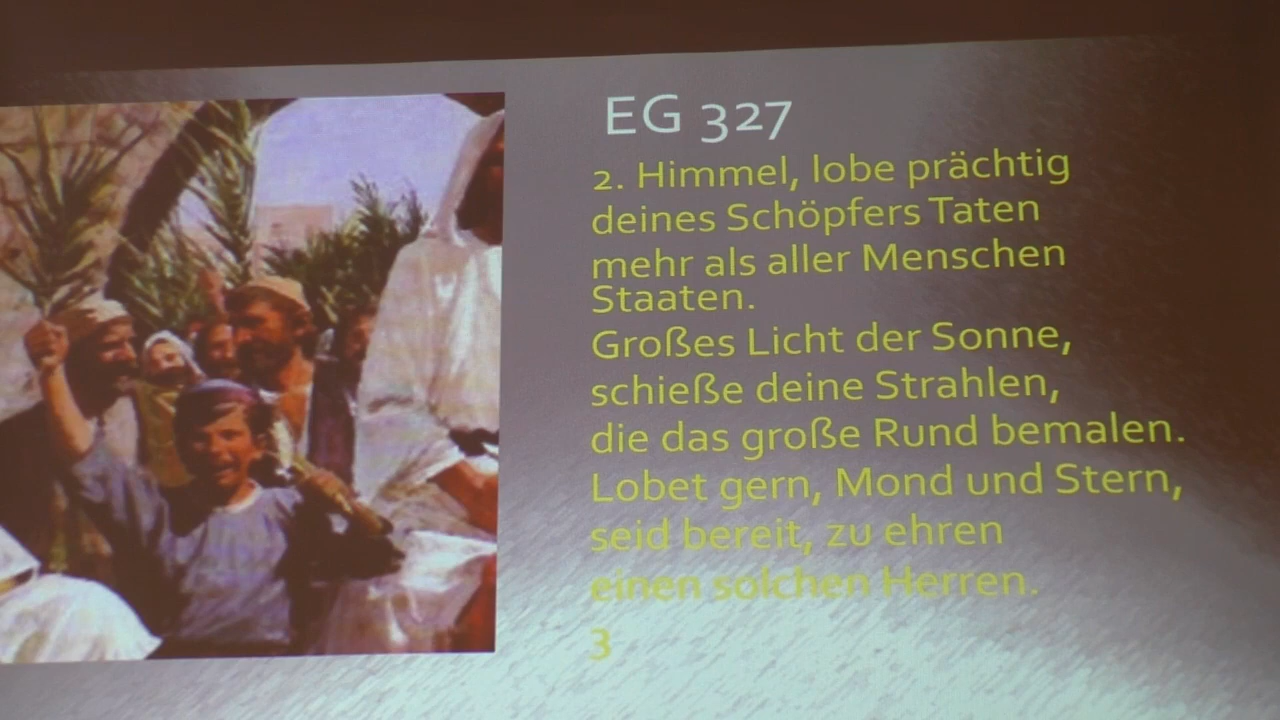 EG 327
2. Himmel, lobe prächtig
deines Schöpfers Taten
mehr als aller Menschen
Staaten.
Großes Licht der Sonne,
schieße deine Strahlen,
die das große Rund bemalen.
Lobet gern, Mond und Stern,
seid bereit, zu ehren
einen solchen Herren.
3